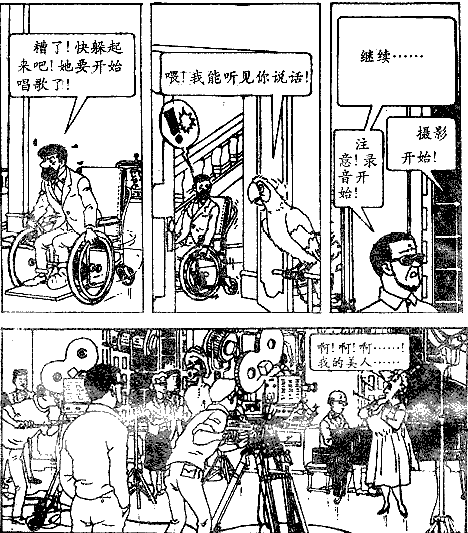 糟了！快躲起
来吧！她要开始
唱歌了！
喂！我能听见你说话！
继续……
注
意！录
音开
始！
摄影
开始！
啊！啊！啊……！
我的美人……